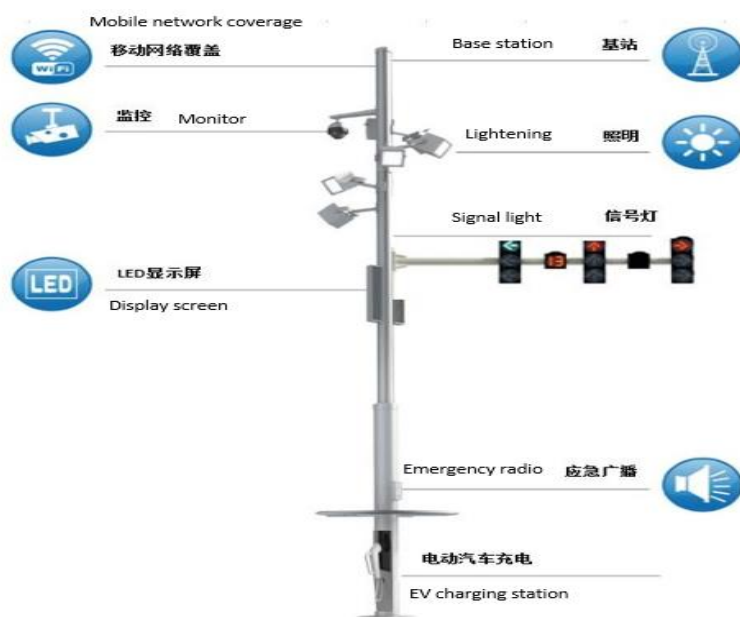 Mobile network coverage
移动网络覆盖
WiFi
Base station 基站
监控 Monitor
Lightening 照明
Signal light 信号灯
LED
LED显示屏
Display screen
Emergency radio 应急广播
电动汽车充电
EV charging station